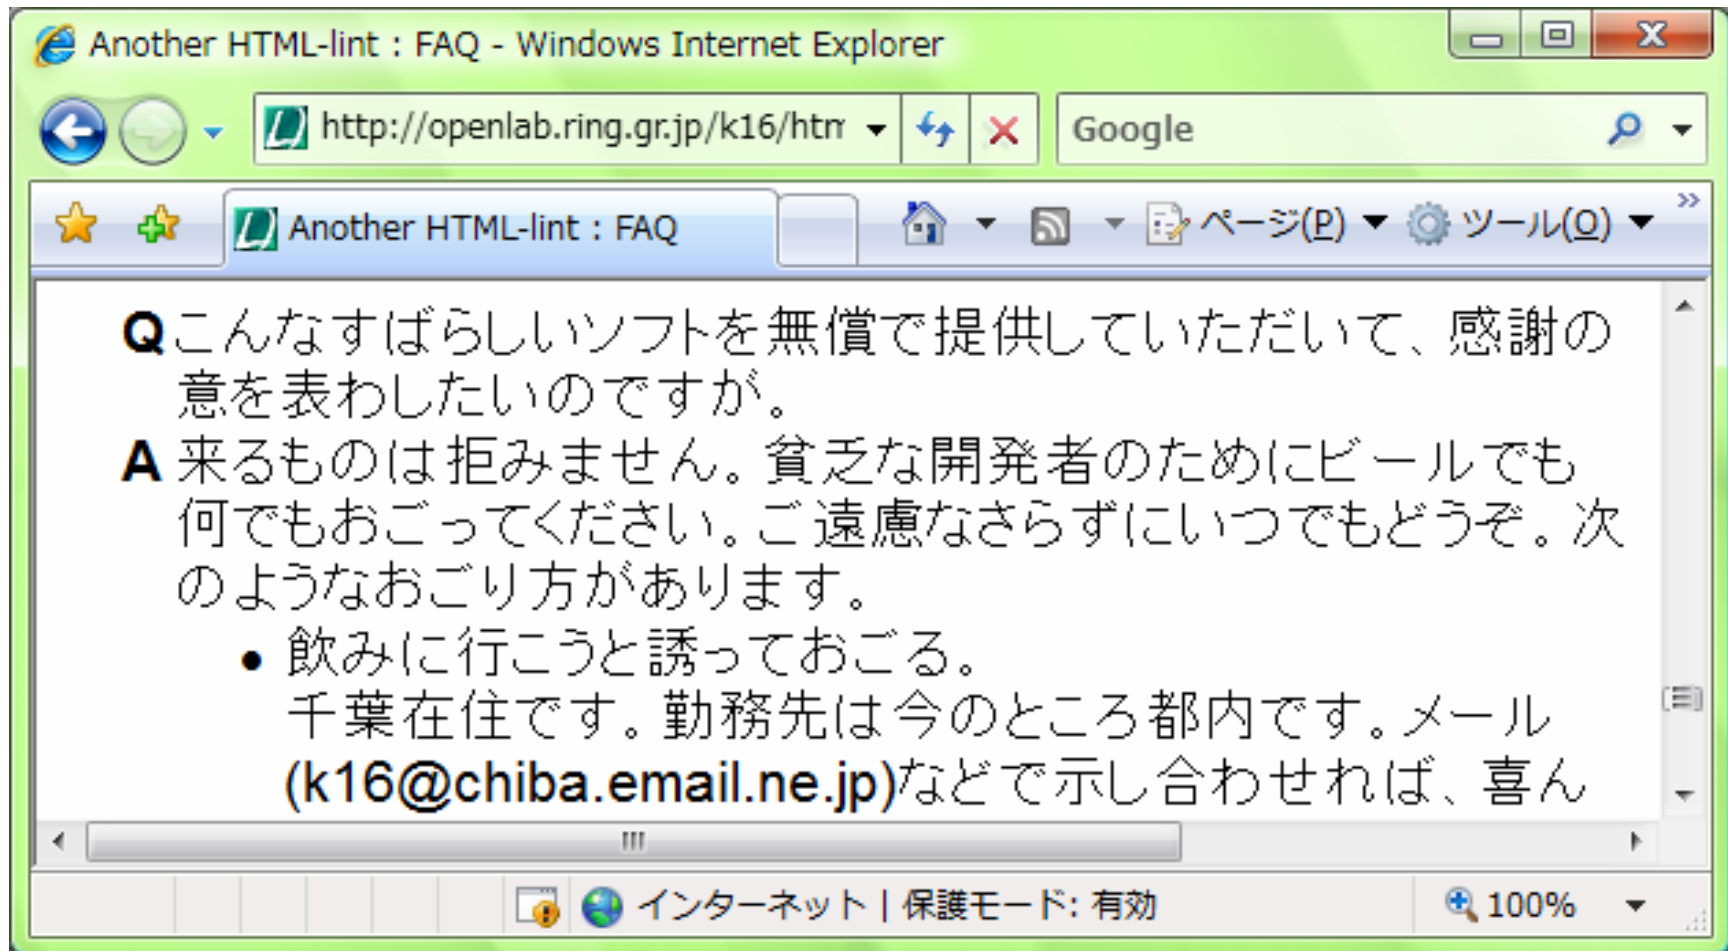 Another HTML-lint : FAQ - Windows Internet Explorer
http://openlab.ring.gr.jp/k16/htm
Google
Another HTML-lint : FAQ
ページ(P)
ツール(O)
Qこんなすばらしいソフトを無償で提供していただいて、感謝の
意を表わしたいのですが。
A 来るものは拒みません。貧乏な開発者のためにビールでも
何でもおごってください。ご遠慮なさらずにいつでもどうぞ。次
のようなおごり方があります。
• 飲みに行こうと誘っておごる。
千葉在住です。勤務先は今のところ都内です。メール
(k16@chiba.email.ne.jp)などで示し合わせれば、喜ん
インターネット | 保護モード: 有効
100%